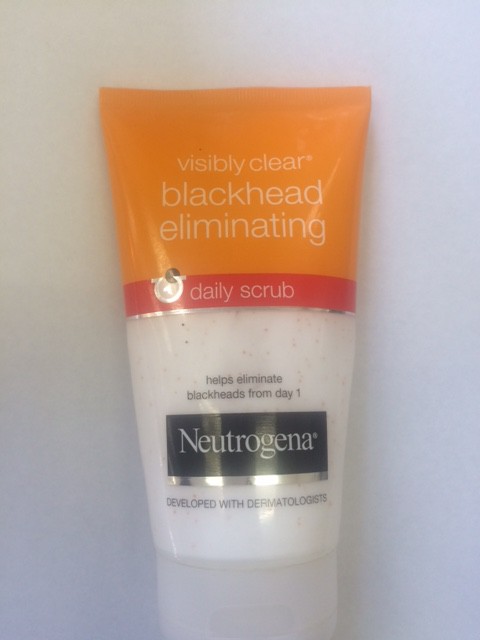 visibly clear®
blackhead
eliminating
daily scrub
helps eliminate
blackheads from day 1
Neutrogena®
DEVELOPED WITH DERMATOLOGISTS